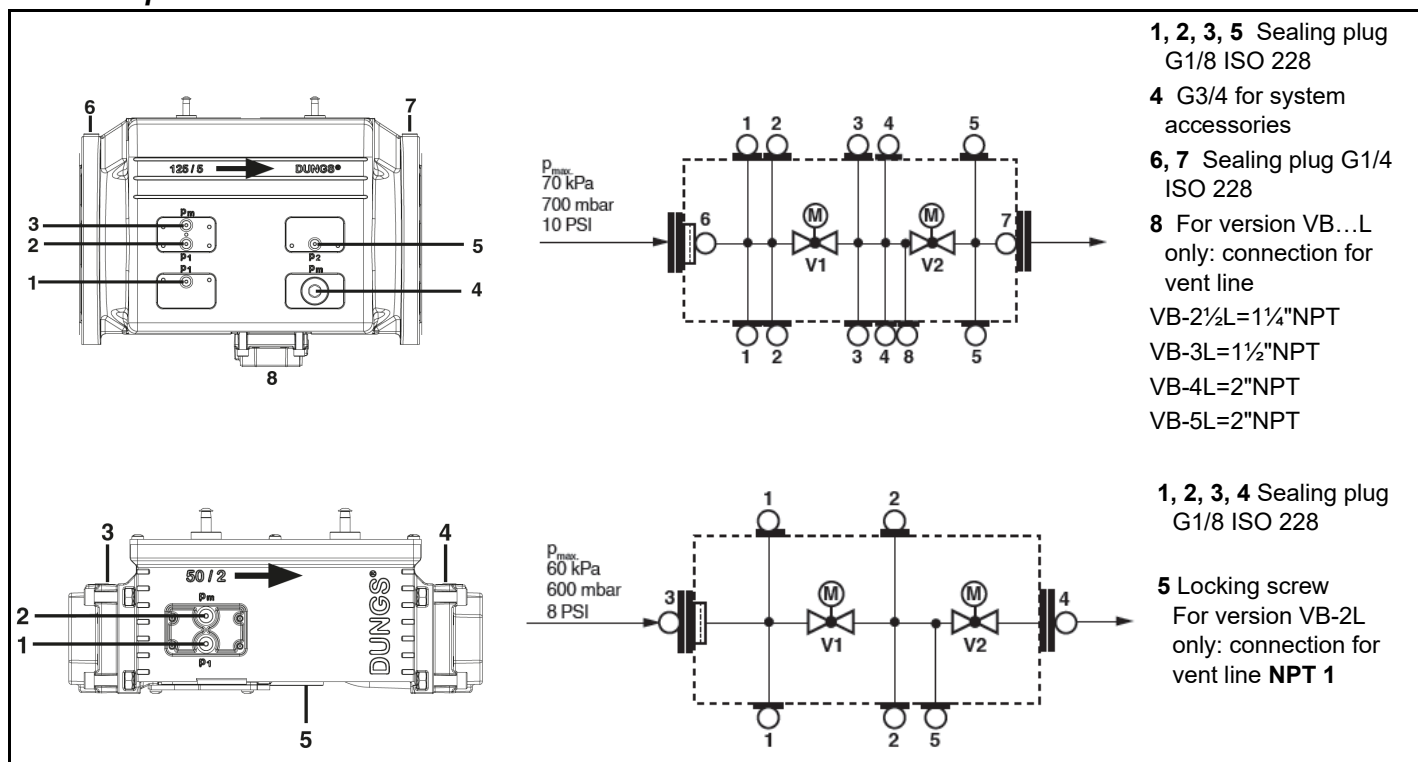 6
7
125 / 5
DUNGS®
Pm
3
2
P1
P1
1
P2
5
Pm
4
8
pmax.
70 kPa
700 mbar
10 PSI
1 2 3 4 5
6
M
M
7
V1
V2
1 2 3 4 8 5
1, 2, 3, 5 Sealing plug
G1/8 ISO 228
4 G3/4 for system
accessories
6, 7 Sealing plug G1/4
ISO 228
8 For version VB…L
only: connection for
vent line
VB-2½L=1¼"NPT
VB-3L=1½"NPT
VB-4L=2"NPT
VB-5L=2"NPT
3
4
50 / 2
Pm
2
1
P1
DUNGS®
5
pmax.
60 kPa
600 mbar
8 PSI
1 2
3
M
M
4
V1
V2
1 2 5
1, 2, 3, 4 Sealing plug
G1/8 ISO 228
5 Locking screw
For version VB-2L
only: connection for
vent line NPT 1